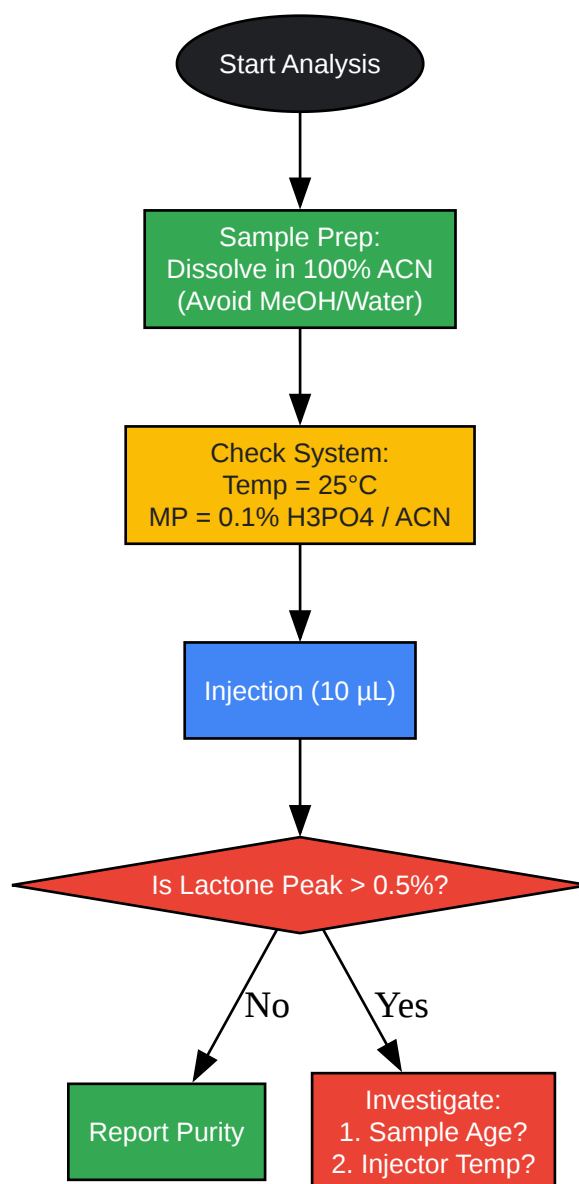 Start Analysis
Sample Prep:
Dissolve in 100% ACN
(Avoid MeOH/Water)
Check System:
Temp = 25°C
MP = 0.1% H3PO4 / ACN
Injection (10 µL)
Is Lactone Peak > 0.5%?
No
Yes
Report Purity
Investigate:
1. Sample Age?
2. Injector Temp?